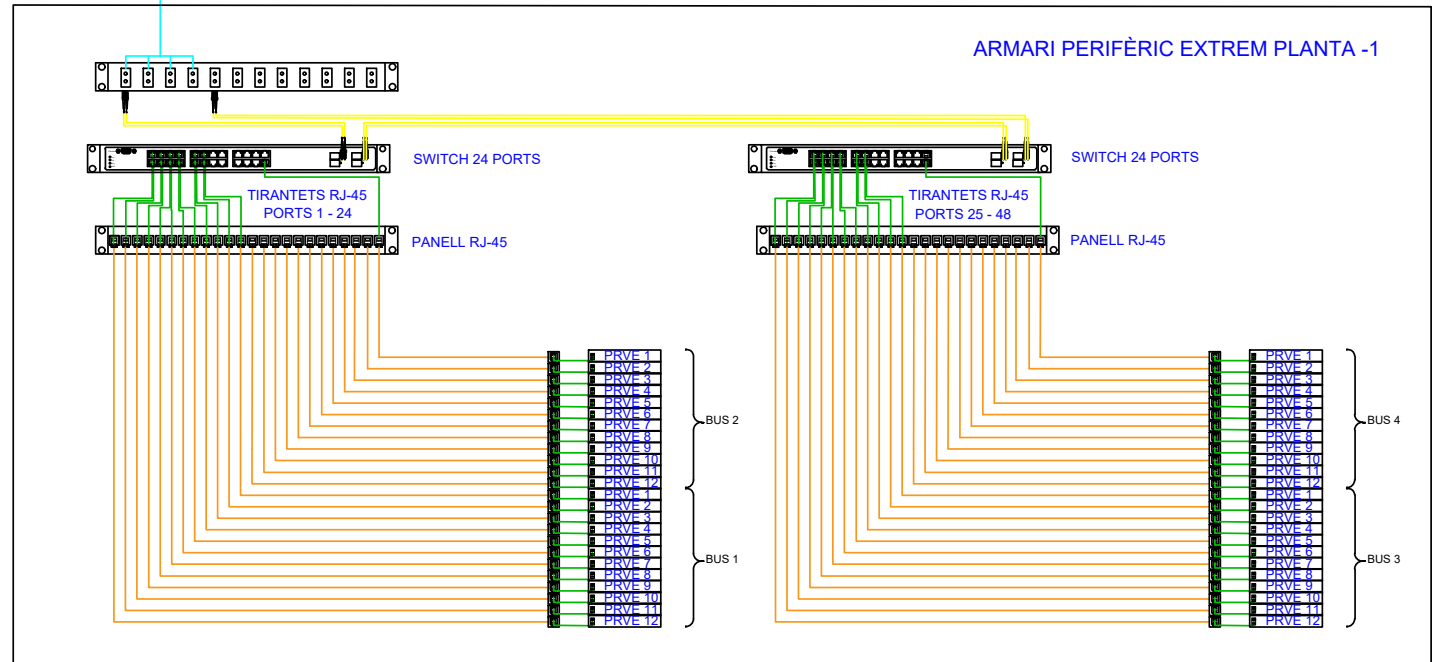 ARMARI PERIFÈRIC EXTREM PLANTA -1
SWITCH 24 PORTS
SWITCH 24 PORTS
TIRANTETS RJ-45
PORTS 1 - 24
TIRANTETS RJ-45
PORTS 25 - 48
PANELL RJ-45
PANELL RJ-45
PRVE 1
PRVE 2
PRVE 3
PRVE 4
PRVE 5
PRVE 6
PRVE 7
PRVE 8
PRVE 9
PRVE 10
PRVE 11
PRVE 12
BUS 2
PRVE 1
PRVE 2
PRVE 3
PRVE 4
PRVE 5
PRVE 6
PRVE 7
PRVE 8
PRVE 9
PRVE 10
PRVE 11
PRVE 12
BUS 1
PRVE 1
PRVE 2
PRVE 3
PRVE 4
PRVE 5
PRVE 6
PRVE 7
PRVE 8
PRVE 9
PRVE 10
PRVE 11
PRVE 12
BUS 4
PRVE 1
PRVE 2
PRVE 3
PRVE 4
PRVE 5
PRVE 6
PRVE 7
PRVE 8
PRVE 9
PRVE 10
PRVE 11
PRVE 12
BUS 3